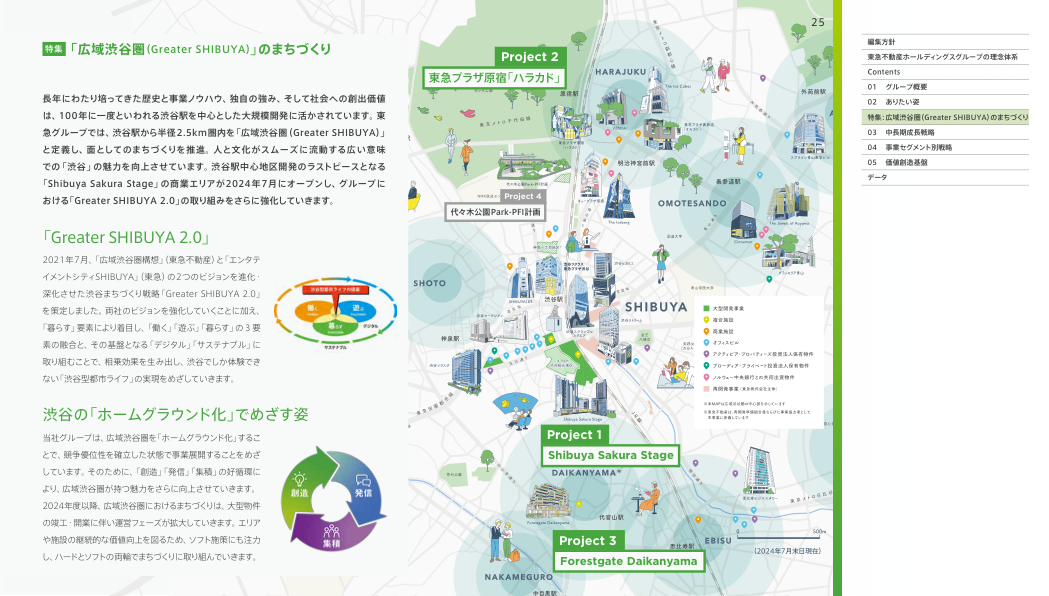 25
特集 「広域渋谷圏(Greater SHIBUYA)」のまちづくり
長年にわたり培ってきた歴史と事業ノウハウ、独自の強み、そして社会への創出価値
は、100年に一度といわれる渋谷駅を中心とした大規模開発に活かされています。東
急グループでは、渋谷駅から半径2.5km圏内を「広域渋谷圏(Greater SHIBUYA)」
と定義し、面としてのまちづくりを推進。人と文化がスムーズに流動する広い意味
での「渋谷」の魅力を向上させています。渋谷駅中心地区開発のラストピースとなる
「Shibuya Sakura Stage」の商業エリアが2024年7月にオープンし、グループに
おける「Greater SHIBUYA 2.0」の取り組みをさらに強化していきます。
「Greater SHIBUYA 2.0」
2021年7月、「広域渋谷圏構想」(東急不動産)と「エンタテ
イメントシティSHIBUYA」(東急)の2つのビジョンを進化・
深化させた渋谷まちづくり戦略「Greater SHIBUYA 2.0」
を策定しました。両社のビジョンを強化していくことに加え、
「暮らす」要素により着目し、「働く」「遊ぶ」「暮らす」の3要
素の融合と、その基盤となる「デジタル」「サステナブル」に
取り組むことで、相乗効果を生み出し、渋谷でしか体験でき
ない「渋谷型都市ライフ」の実現をめざしていきます。
渋谷型都市ライフの提案
働く
遊ぶ
暮らす
デジタル
サステナブル
渋谷の「ホームグラウンド化」でめざす姿
当社グループは、広域渋谷圏を「ホームグラウンド化」するこ
とで、競争優位性を確立した状態で事業展開することをめざ
しています。そのために、「創造」「発信」「集積」の好循環に
より、広域渋谷圏が持つ魅力をさらに向上させていきます。
2024年度以降、広域渋谷圏におけるまちづくりは、大型物件
の竣工・開業に伴い運営フェーズが拡大していきます。エリア
や施設の継続的な価値向上を図るため、ソフト施策にも注力
し、ハードとソフトの両輪でまちづくりに取り組んでいきます。
創造
発信
集積
Project 2
東急プラザ原宿「ハラカド」
HARAJUKU
原宿駅
外苑前駅
明治神宮前駅
表参道駅
OMOTESANDO
Project 4
代々木公園Park-PFI計画
SHOTO
渋谷駅
SHIBUYA
神泉駅
Shibuya Sakura Stage
Project 1
Shibuya Sakura Stage
DAIKANYAMA*
Forestgate Daikanyama
代官山駅
Project 3
Forestgate Daikanyama
恵比寿駅
EBISU
NAKAMEGURO
中目黒駅
0
500m
(2024年7月末日現在)
大型開発事業
複合施設
商業施設
オフィスビル
アクティビア・プロパティーズ投資法人保有物件
ブローディア・プライベート投資法人保有物件
ノルウェー中央銀行との共同出資物件
再開発事業(東急株式会社主体)
編集方針
東急不動産ホールディングスグループの理念体系
Contents
01 グループ概要
02 ありたい姿
特集:広域渋谷圏(Greater SHIBUYA)のまちづくり
03 中長期成長戦略
04 事業セグメント別戦略
05 価値創造基盤
データ